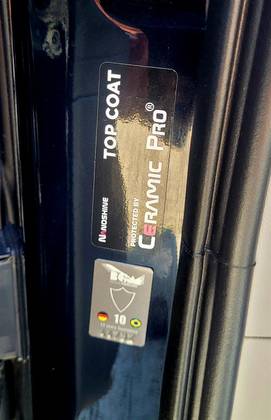 TOP COAT
NANOSHINE
PROTECTED BY
CERAMIC PRO®
10